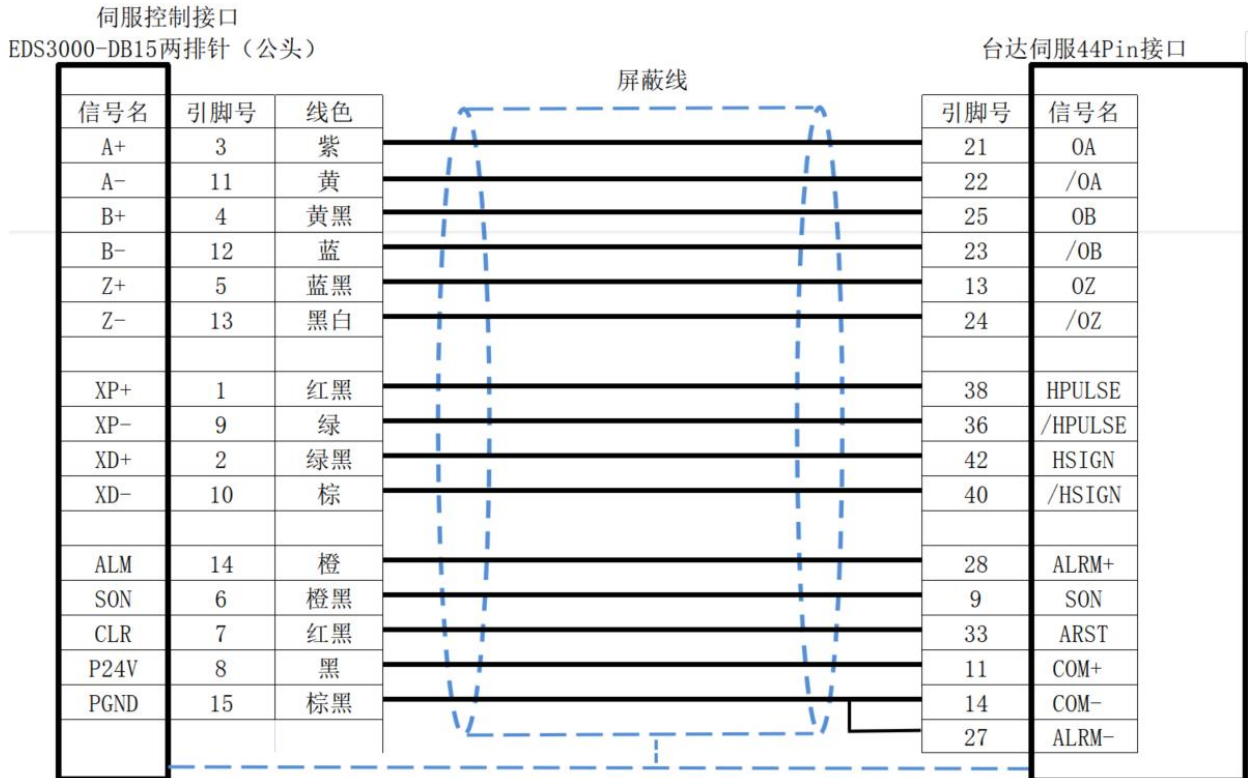 伺服控制接口
EDS3000-DB15两排针（公头）
台达伺服44Pin接口
屏蔽线
信号名 引脚号 线色 引脚号 信号名
A+ 3 紫 21 OA
A- 11 黄 22 /OA
B+ 4 黄黑 25 OB
B- 12 蓝 23 /OB
Z+ 5 蓝黑 13 OZ
Z- 13 黑白 24 /OZ
XP+ 1 红黑 38 HPULSE
XP- 9 绿 36 /HPULSE
XD+ 2 绿黑 42 HSIGN
XD- 10 棕 40 /HSIGN
ALM 14 橙 28 ALRM+
SON 6 橙黑 9 SON
CLR 7 红黑 33 ARST
P24V 8 黑 11 COM+
PGND 15 棕黑 14 COM-
27 ALRM-